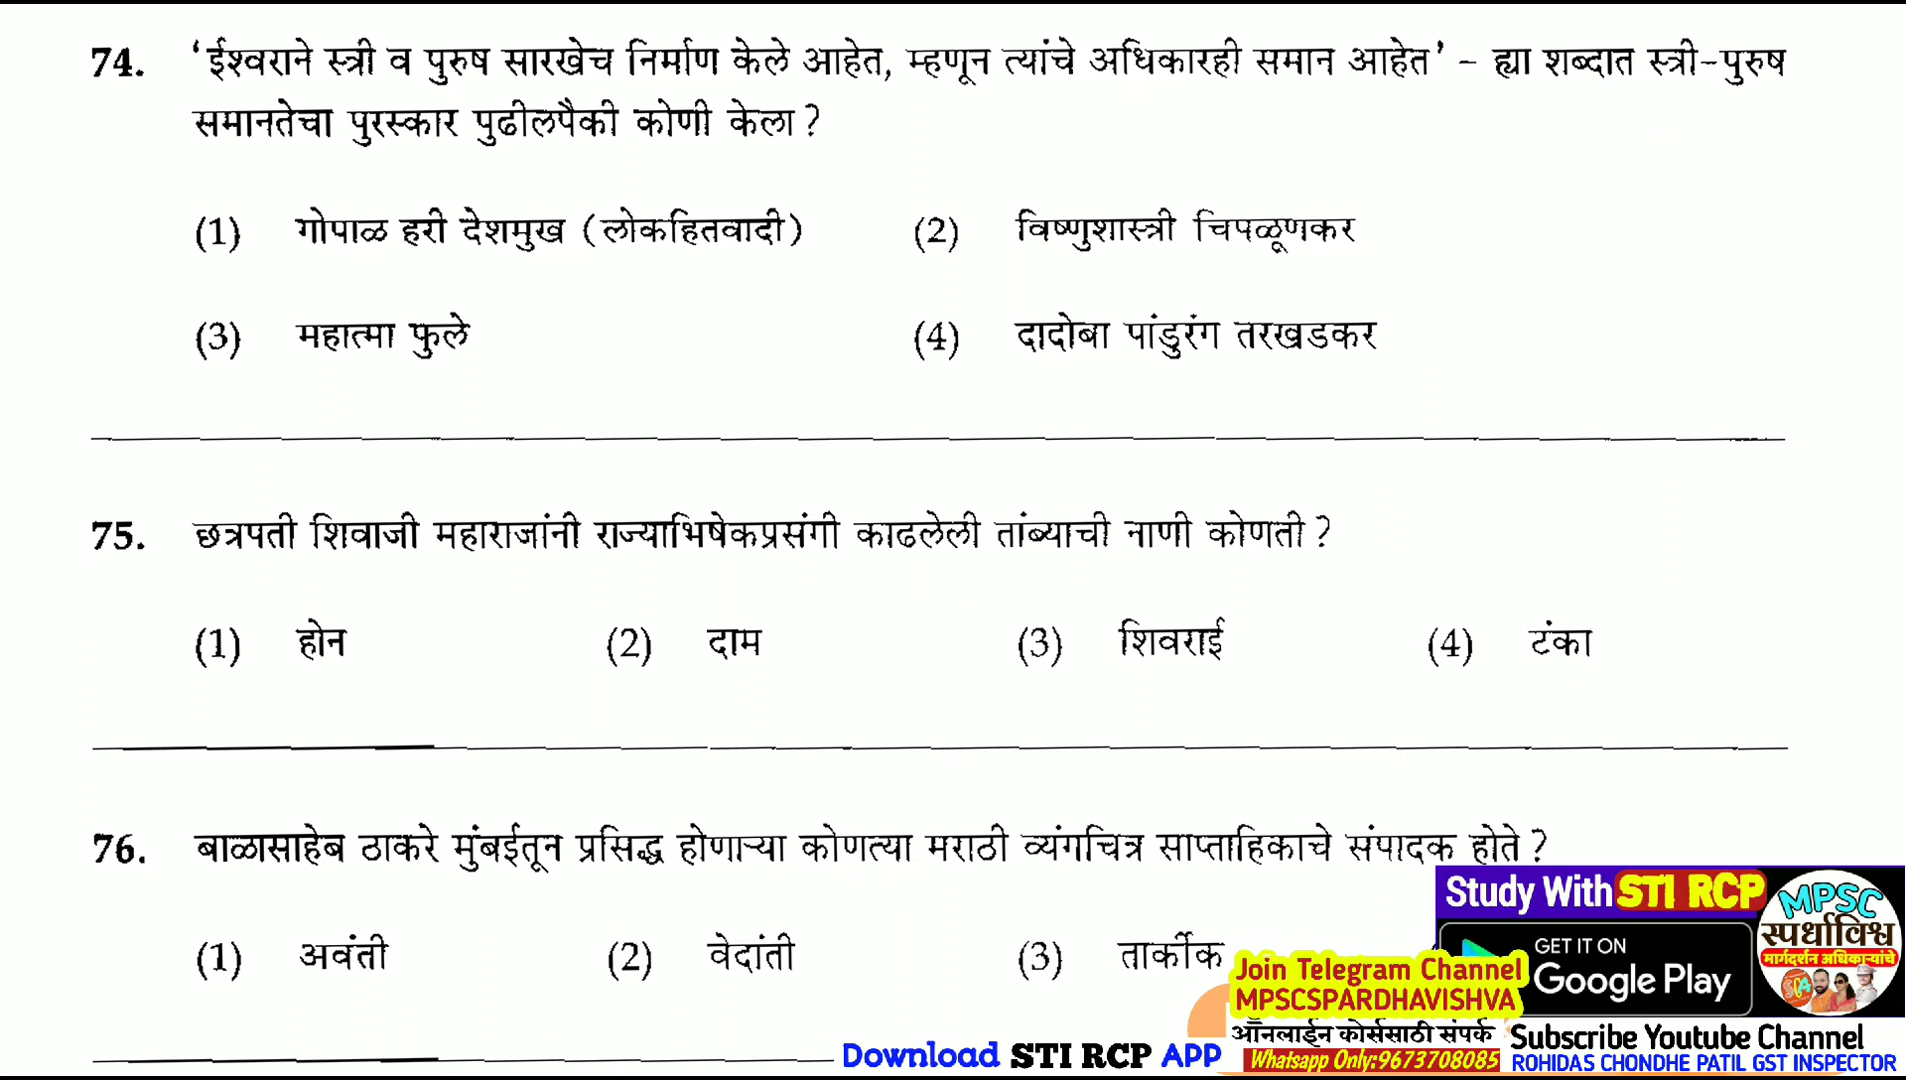 74. ‘ईश्वराने स्त्री व पुरुष सारखेच निर्माण केले आहेत, म्हणून त्यांचे अधिकारही समान आहेत’ – ह्या शब्दात स्त्री-पुरुष
समानतेचा पुरस्कार पुढीलपैकी कोणी केला ?
(1) गोपाळ हरी देशमुख (लोकहितवादी) (2) विष्णुशास्त्री चिपळूणकर
(3) महात्मा फुले (4) दादोबा पांडुरंग तरखडकर
75. छत्रपती शिवाजी महाराजांनी राज्याभिषेकप्रसंगी काढलेली तांब्याची नाणी कोणती ?
(1) होन (2) दाम (3) शिवराई (4) टंका
76. बाळासाहेब ठाकरे मुंबईतून प्रसिद्ध होणाऱ्या कोणत्या मराठी व्यंगचित्र साप्ताहिकाचे संपादक होते ?
(1) अवंती (2) वेदांती (3) तार्कीक
Study With STI RCP
GET IT ON
Google Play
MPSC
स्पर्धाविश्व
मार्गदर्शन अधिकाऱ्यांचे
Join Telegram Channel
MPSCSPARDHAVISHVA
ऑनलाईन कोर्ससाठी संपर्क
Whatsapp Only:9673708085
Download STI RCP APP
Subscribe Youtube Channel
ROHIDAS CHONDHE PATIL GST INSPECTOR